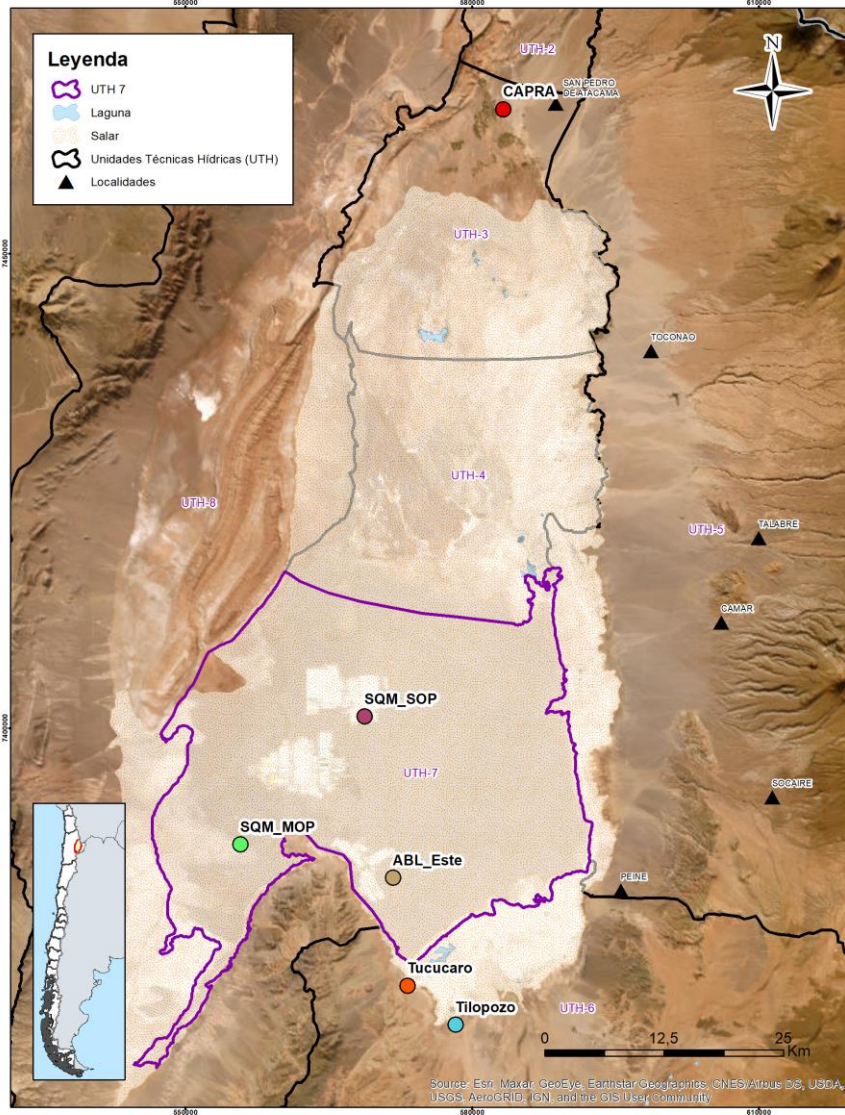 550000
580000
610000
Leyenda
UTH 7
Laguna
Salar
Unidades Técnicas Hídricas (UTH)
Localidades
UTH-2
N
CAPRA
SAN PEDRO
DE ATACAMA
UTH-3
7450000
TOCONAO
UTH-4
UTH-8
UTH-5
TALABRE
CAMAR
SQM_SOP
7400000
UTH-7
SOCAIRE
SQM_MOP
ABL_Este
PEINE
Tucucaro
Tilopozo
UTH-6
0
12,5
25
Km
Source: Esri, Maxar, GeoEye, Earthstar Geographics, CNES/Airbus DS, USDA,
USGS, AeroGRID, IGN, and the GIS User Community
550000
580000
610000